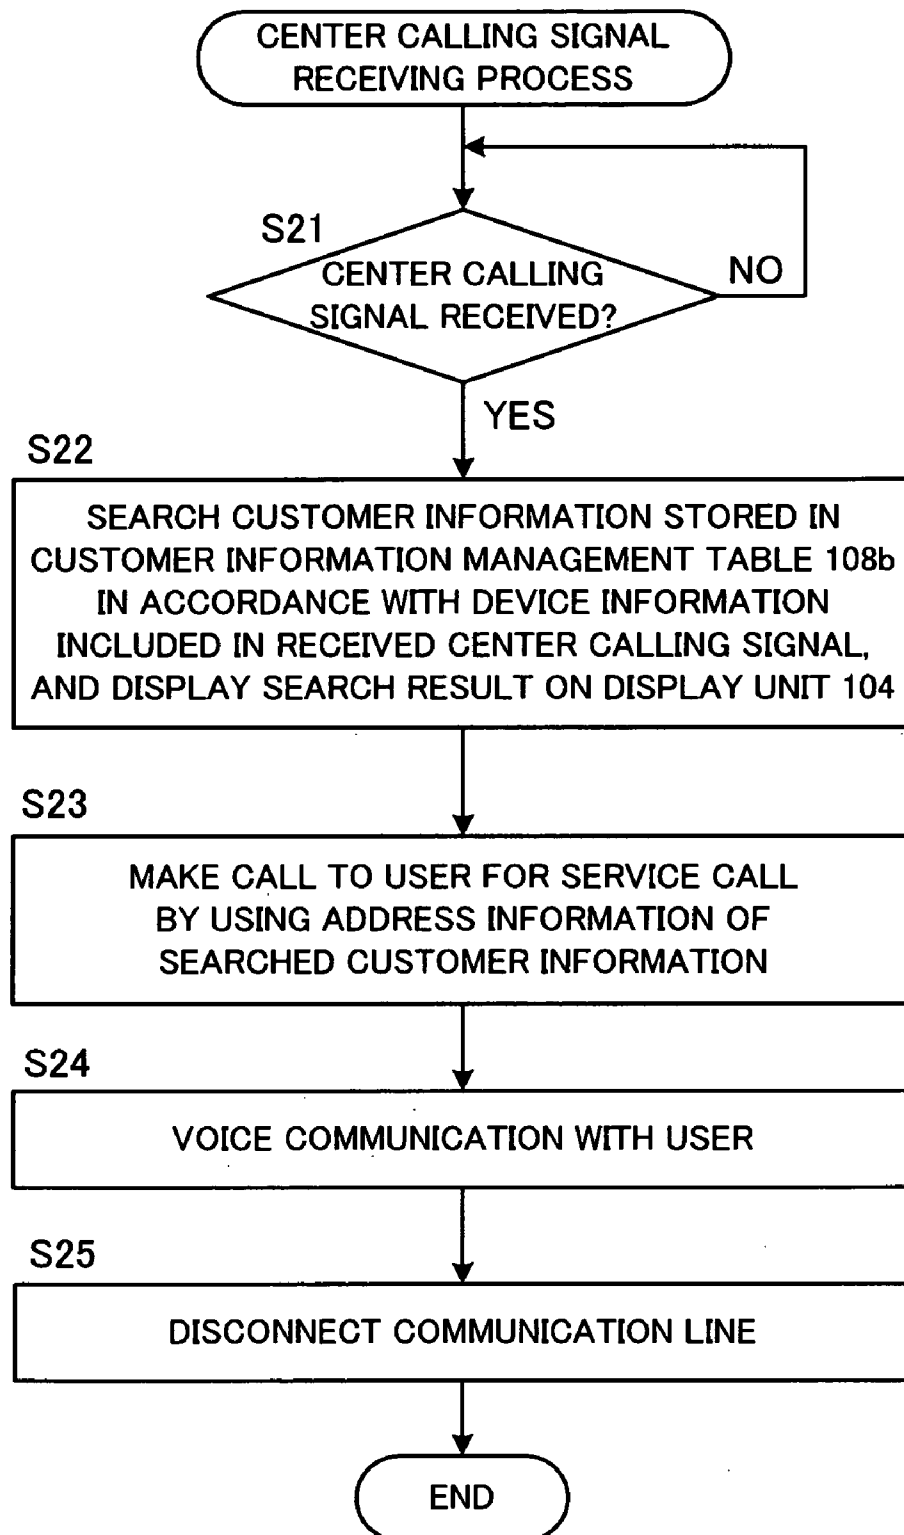 CENTER CALLING SIGNAL
RECEIVING PROCESS
S21
CENTER CALLING
SIGNAL RECEIVED?
NO
YES
S22
SEARCH CUSTOMER INFORMATION STORED IN
CUSTOMER INFORMATION MANAGEMENT TABLE 108b
IN ACCORDANCE WITH DEVICE INFORMATION
INCLUDED IN RECEIVED CENTER CALLING SIGNAL,
AND DISPLAY SEARCH RESULT ON DISPLAY UNIT 104
S23
MAKE CALL TO USER FOR SERVICE CALL
BY USING ADDRESS INFORMATION OF
SEARCHED CUSTOMER INFORMATION
S24
VOICE COMMUNICATION WITH USER
S25
DISCONNECT COMMUNICATION LINE
END